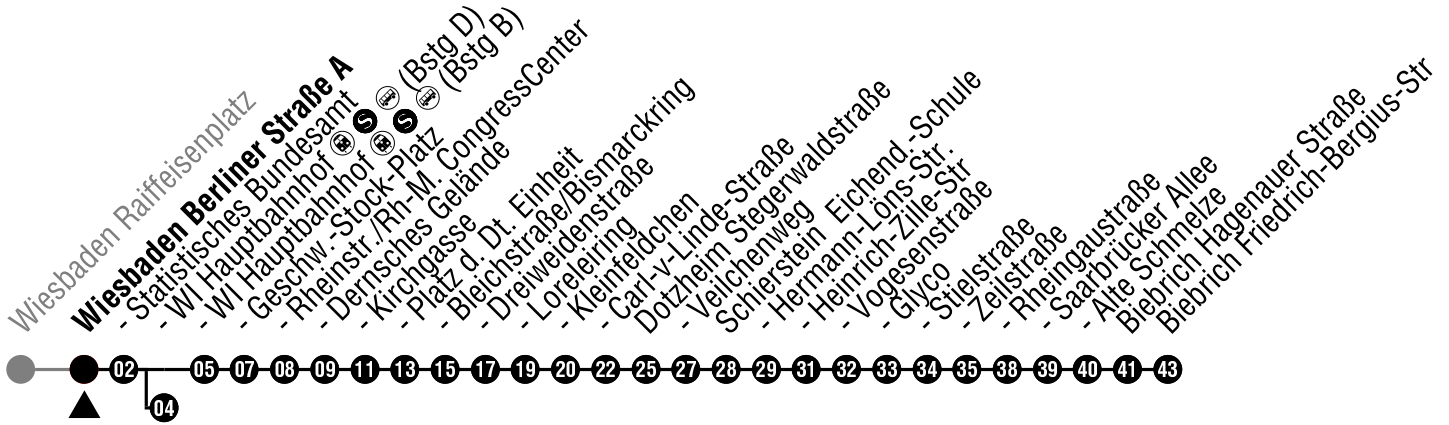 Wiesbaden Raiffeisenplatz
Wiesbaden Berliner Straße A
- Statistisches Bundesamt
- WI Hauptbahnhof S (Bstg D)
- WI Hauptbahnhof S (Bstg B)
- Geschw.-Stock-Platz
- Rheinstr./Rh-M. CongressCenter
- Dernsches Gelände
- Kirchgasse
- Platz d. Dt. Einheit
- Bleichstraße/Bismarckring
- Dreiweidenstraße
- Loreleiring
- Kleinfeldchen
- Carl-v-Linde-Straße
Dotzheim Stegerwaldstraße
- Veilchenweg
Schierstein Eichend.-Schule
- Hermann-Löns-Str.
- Heinrich-Zille-Str
- Vogesenstraße
- Glyco
- Stielstraße
- Zeilstraße
- Rheingaustraße
- Saarbrücker Allee
- Alte Schmelze
Biebrich Hagenauer Straße
Biebrich Friedrich-Bergius-Str
02 05 07 08 09 11 13 15 17 19 20 22 25 27 28 29 31 32 33 34 35 38 39 40 41 43
04